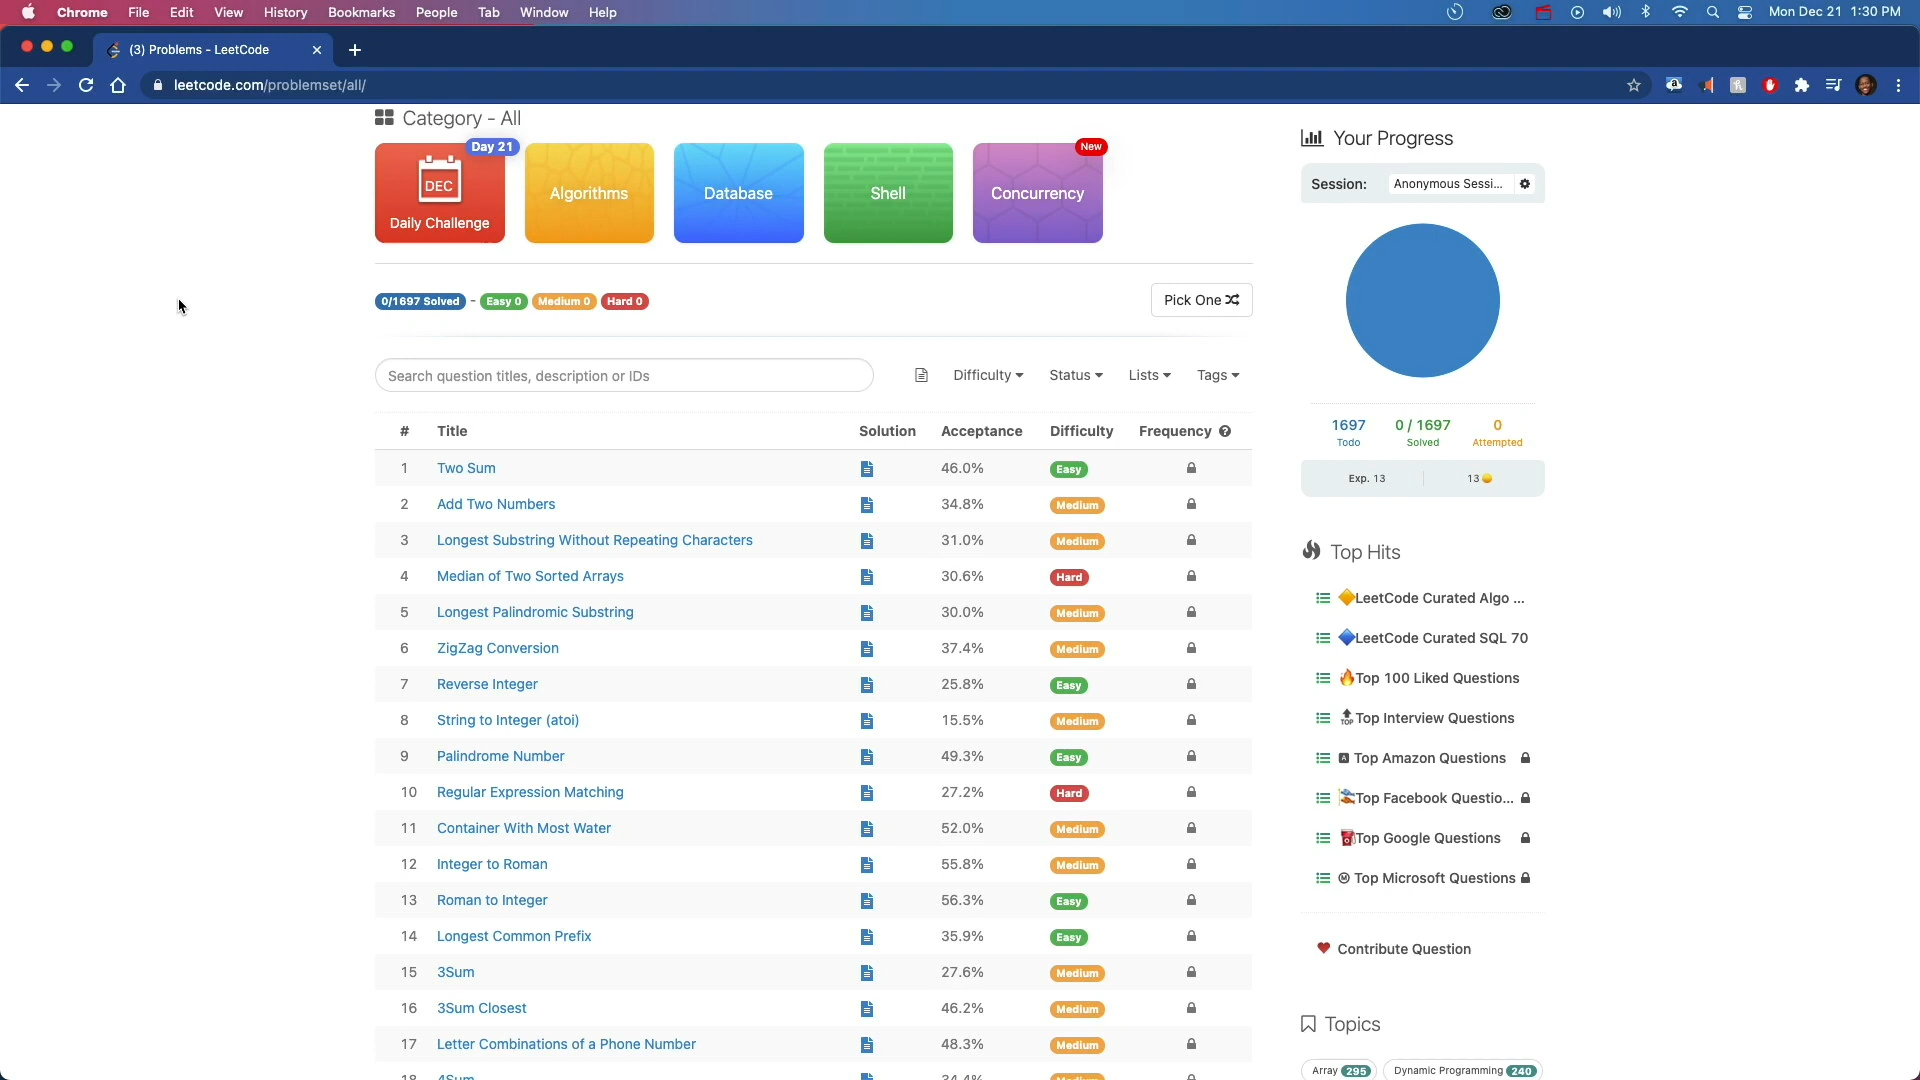 Chrome File Edit View History Bookmarks People Tab Window Help Mon Dec 21 1:30 PM
(3) Problems - LeetCode
leetcode.com/problemset/all/
Category - All
Day 21
DEC
Daily Challenge
Algorithms
Database
Shell
New
Concurrency
0/1697 Solved - Easy 0 Medium 0 Hard 0
Pick One
Search question titles, description or IDs
Difficulty Status Lists Tags
# Title Solution Acceptance Difficulty Frequency
1 Two Sum 46.0% Easy
2 Add Two Numbers 34.8% Medium
3 Longest Substring Without Repeating Characters 31.0% Medium
4 Median of Two Sorted Arrays 30.6% Hard
5 Longest Palindromic Substring 30.0% Medium
6 ZigZag Conversion 37.4% Medium
7 Reverse Integer 25.8% Easy
8 String to Integer (atoi) 15.5% Medium
9 Palindrome Number 49.3% Easy
10 Regular Expression Matching 27.2% Hard
11 Container With Most Water 52.0% Medium
12 Integer to Roman 55.8% Medium
13 Roman to Integer 56.3% Easy
14 Longest Common Prefix 35.9% Easy
15 3Sum 27.6% Medium
16 3Sum Closest 46.2% Medium
17 Letter Combinations of a Phone Number 48.3% Medium
18 4Sum 34.4% Medium
Your Progress
Session: Anonymous Sessi...
1697 0 / 1697 0
Todo Solved Attempted
Exp. 13 13
Top Hits
LeetCode Curated Algo ...
LeetCode Curated SQL 70
Top 100 Liked Questions
Top Interview Questions
Top Amazon Questions
Top Facebook Questio...
Top Google Questions
Top Microsoft Questions
Contribute Question
Topics
Array 295 Dynamic Programming 240